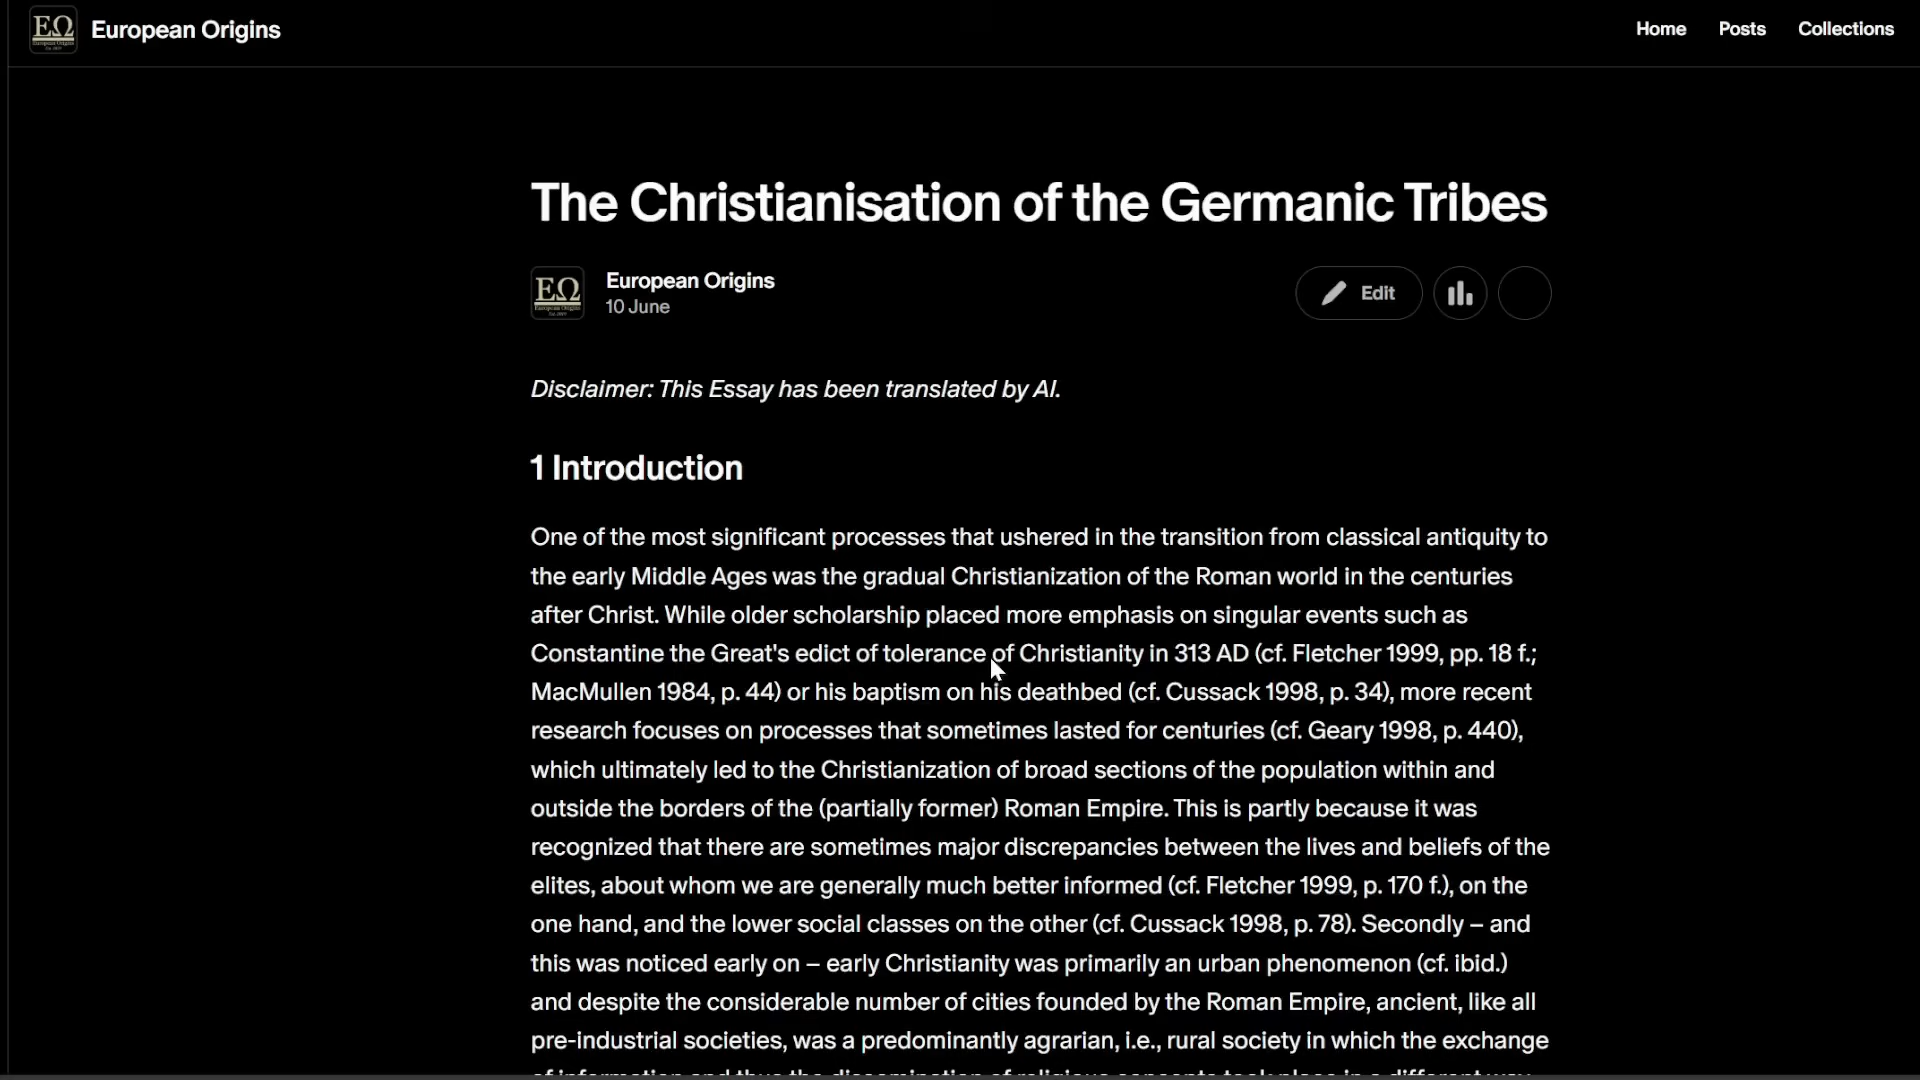 EΩ European Origins
Home Posts Collections
The Christianisation of the Germanic Tribes
EΩ
European Origins
10 June
Edit
Disclaimer: This Essay has been translated by AI.
1 Introduction
One of the most significant processes that ushered in the transition from classical antiquity to
the early Middle Ages was the gradual Christianization of the Roman world in the centuries
after Christ. While older scholarship placed more emphasis on singular events such as
Constantine the Great's edict of tolerance of Christianity in 313 AD (cf. Fletcher 1999, pp. 18 f.;
MacMullen 1984, p. 44) or his baptism on his deathbed (cf. Cussack 1998, p. 34), more recent
research focuses on processes that sometimes lasted for centuries (cf. Geary 1998, p. 440),
which ultimately led to the Christianization of broad sections of the population within and
outside the borders of the (partially former) Roman Empire. This is partly because it was
recognized that there are sometimes major discrepancies between the lives and beliefs of the
elites, about whom we are generally much better informed (cf. Fletcher 1999, p. 170 f.), on the
one hand, and the lower social classes on the other (cf. Cussack 1998, p. 78). Secondly – and
this was noticed early on – early Christianity was primarily an urban phenomenon (cf. ibid.)
and despite the considerable number of cities founded by the Roman Empire, ancient, like all
pre-industrial societies, was a predominantly agrarian, i.e., rural society in which the exchange